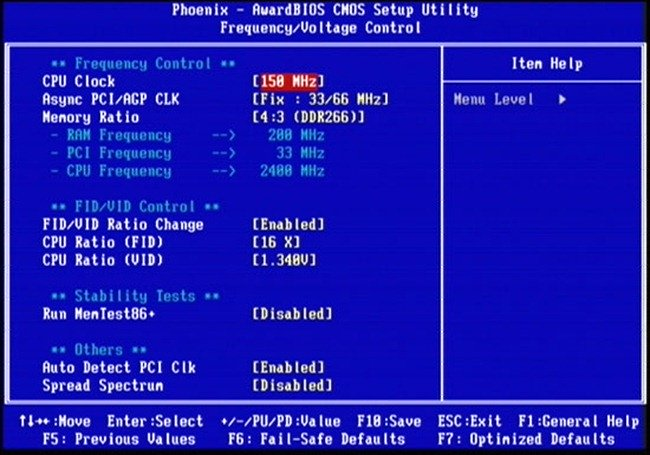 Phoenix - AwardBIOS CMOS Setup Utility
Frequency/Voltage Control
** Frequency Control **
Item Help
CPU Clock [150 MHz]
Async PCI/AGP CLK [Fix : 33/66 MHz]
Menu Level ▶
Memory Ratio [4:3 (DDR266)]
- RAM Frequency --> 200 MHz
- PCI Frequency --> 33 MHz
- CPU Frequency --> 2400 MHz
** FID/VID Control **
FID/VID Ratio Change [Enabled]
CPU Ratio (FID) [16 X]
CPU Ratio (VID) [1.340V]
** Stability Tests **
Run MemTest86+ [Disabled]
** Others **
Auto Detect PCI Clk [Enabled]
Spread Spectrum [Disabled]
↑↓→←:Move Enter:Select +/-/PU/PD:Value F10:Save ESC:Exit F1:General Help
F5: Previous Values F6: Fail-Safe Defaults F7: Optimized Defaults